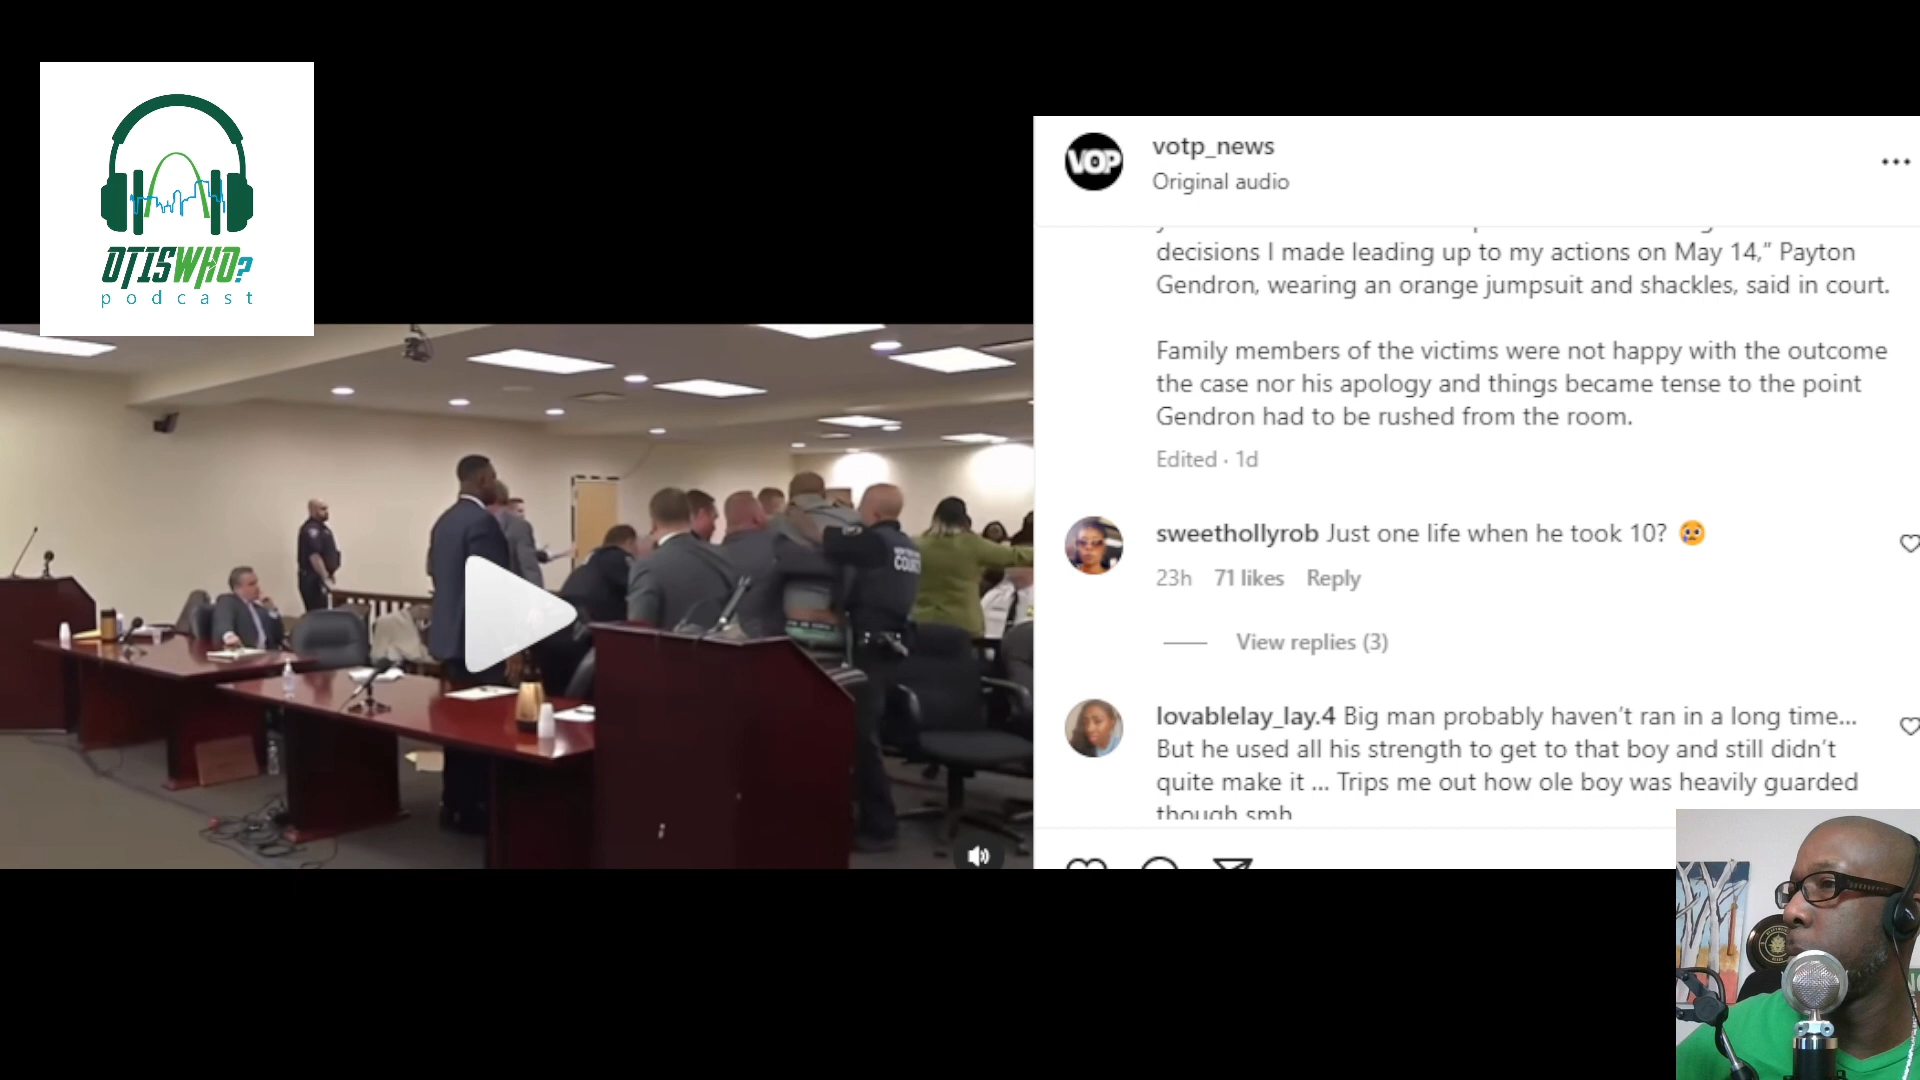 OTISWHO?
podcast
VOP
votp_news
Original audio
decisions I made leading up to my actions on May 14,” Payton
Gendron, wearing an orange jumpsuit and shackles, said in court.
Family members of the victims were not happy with the outcome
the case nor his apology and things became tense to the point
Gendron had to be rushed from the room.
Edited · 1d
sweethollyrob Just one life when he took 10? 😢
23h 71 likes Reply
View replies (3)
lovablelay_lay.4 Big man probably haven’t ran in a long time...
But he used all his strength to get to that boy and still didn’t
quite make it ... Trips me out how ole boy was heavily guarded
though smh